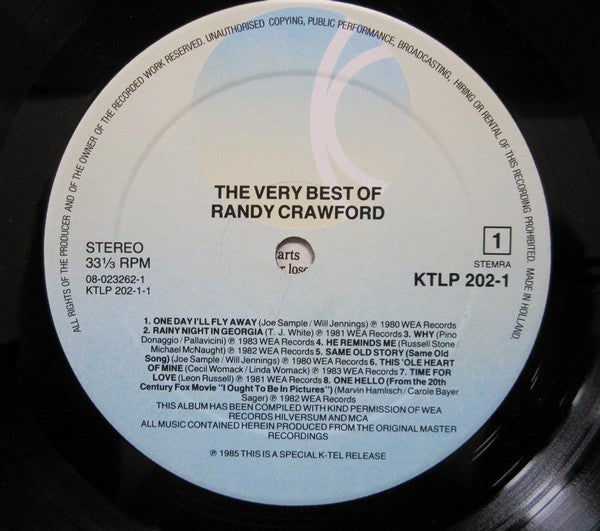 ALL RIGHTS OF THE PRODUCER AND OF THE OWNER OF THE RECORDED WORK RESERVED. UNAUTHORISED COPYING, PUBLIC PERFORMANCE, BROADCASTING, HIRING OR RENTAL OF THIS RECORDING PROHIBITED. MADE IN HOLLAND.
THE VERY BEST OF
RANDY CRAWFORD
STEREO
33⅓ RPM
08-023262-1
KTLP 202-1-1
arts
r lose
1
STEMRA
KTLP 202-1
1. ONE DAY I'LL FLY AWAY (Joe Sample/Will Jennings) ℗ 1980 WEA Records
2. RAINY NIGHT IN GEORGIA (T. J. White) ℗ 1981 WEA Records 3. WHY (Pino
Donaggio/Pallavicini) ℗ 1983 WEA Records 4. HE REMINDS ME (Russell Stone/
Michael McNaught) ℗ 1982 WEA Records 5. SAME OLD STORY (Same Old
Song) (Joe Sample/Will Jennings) ℗ 1980 WEA Records 6. THIS 'OLE HEART
OF MINE (Cecil Womack/Linda Womack) ℗ 1983 WEA Records 7. TIME FOR
LOVE (Leon Russell) ℗ 1981 WEA Records 8. ONE HELLO (From the 20th
Century Fox Movie "I Ought To Be In Pictures") (Marvin Hamlisch/Carole Bayer
Sager) ℗ 1982 WEA Records
THIS ALBUM HAS BEEN COMPILED WITH KIND PERMISSION OF WEA
RECORDS HILVERSUM AND MCA
ALL MUSIC CONTAINED HEREIN PRODUCED FROM THE ORIGINAL MASTER
RECORDINGS
℗ 1985 THIS IS A SPECIAL K-TEL RELEASE